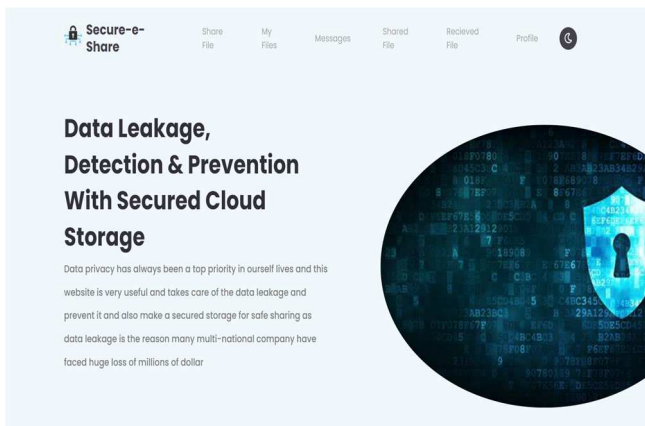 Secure-e-
Share
Share
File
My
Files
Messages
Shared
File
Recieved
File
Profile
Data Leakage,
Detection & Prevention
With Secured Cloud
Storage
Data privacy has always been a top priority in ourself lives and this
website is very useful and takes care of the data leakage and
prevent it and also make a secured storage for safe sharing as
data leakage is the reason many multi-national company have
faced huge loss of millions of dollar